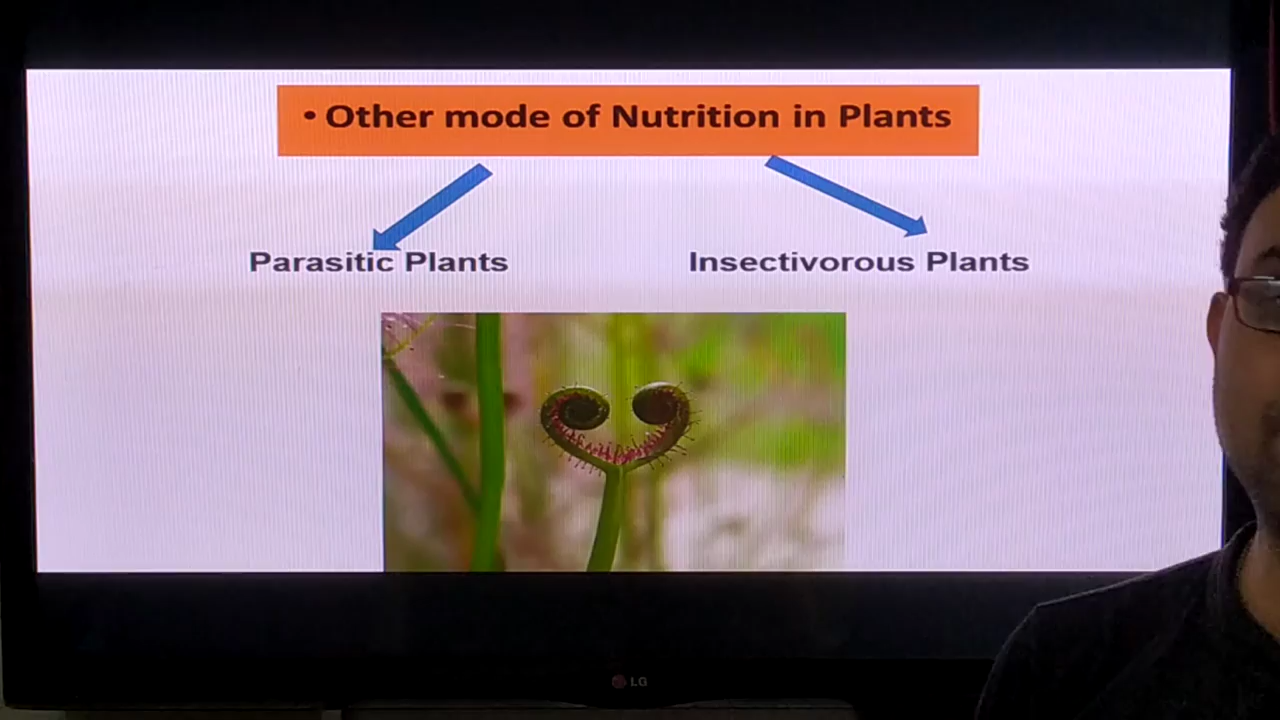 • Other mode of Nutrition in Plants
Parasitic Plants
Insectivorous Plants
LG